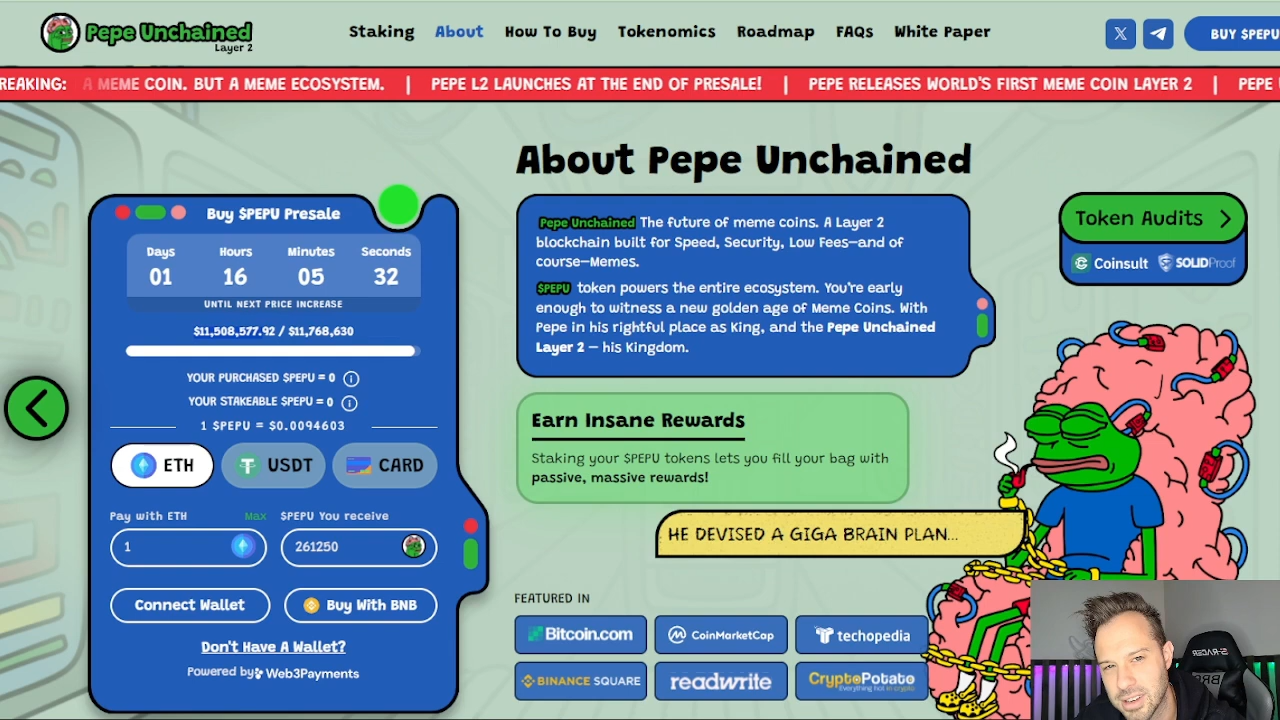 Pepe Unchained
Layer 2
Staking
About
How To Buy
Tokenomics
Roadmap
FAQs
White Paper
BUY $PEPU
REAKING:
A MEME COIN. BUT A MEME ECOSYSTEM. | PEPE L2 LAUNCHES AT THE END OF PRESALE! | PEPE RELEASES WORLD'S FIRST MEME COIN LAYER 2 | PEPE
Buy $PEPU Presale
Days Hours Minutes Seconds
01 16 05 32
UNTIL NEXT PRICE INCREASE
$11,508,577.92 / $11,768,630
YOUR PURCHASED $PEPU = 0
YOUR STAKEABLE $PEPU = 0
1 $PEPU = $0.0094603
ETH
USDT
CARD
Pay with ETH Max
$PEPU You receive
1
261250
Connect Wallet
Buy With BNB
Don't Have A Wallet?
Powered by Web3Payments
About Pepe Unchained
Pepe Unchained The future of meme coins. A Layer 2
blockchain built for Speed, Security, Low Fees—and of
course—Memes.
$PEPU token powers the entire ecosystem. You're early
enough to witness a new golden age of Meme Coins. With
Pepe in his rightful place as King, and the Pepe Unchained
Layer 2 — his Kingdom.
Earn Insane Rewards
Staking your $PEPU tokens lets you fill your bag with
passive, massive rewards!
HE DEVISED A GIGA BRAIN PLAN...
FEATURED IN
Bitcoin.com
CoinMarketCap
techopedia
BINANCE SQUARE
readwrite
CryptoPotato
Everything hot in crypto
Token Audits
Coinsult
SOLIDProof